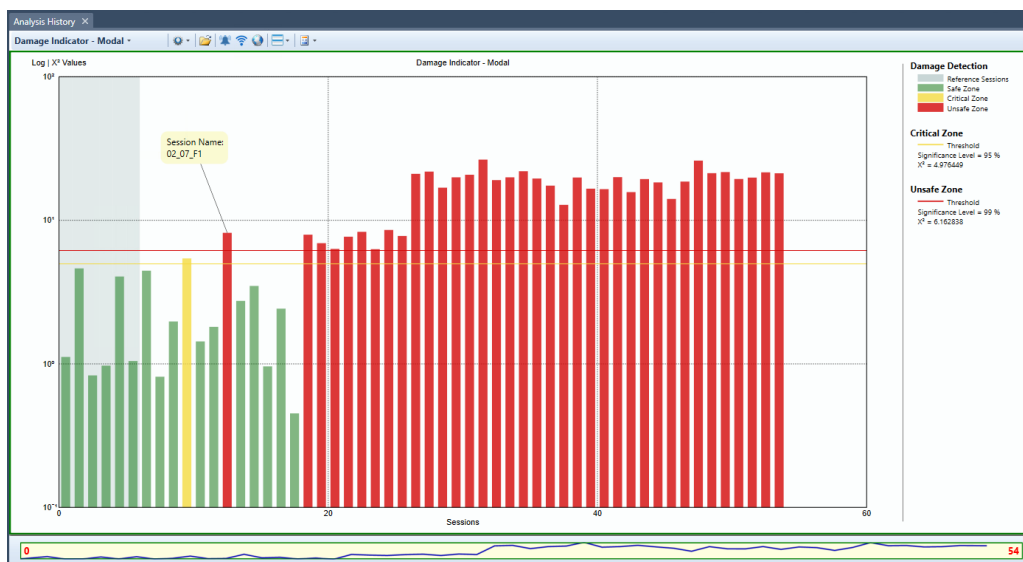 Analysis History ×
Damage Indicator - Modal
Log | X² Values
Damage Indicator - Modal
10²
10¹
10⁰
10⁻¹
0
20
40
60
Sessions
Session Name:
02_07_F1
Damage Detection
Reference Sessions
Safe Zone
Critical Zone
Unsafe Zone
Critical Zone
Threshold
Significance Level = 95 %
X² = 4.976449
Unsafe Zone
Threshold
Significance Level = 99 %
X² = 6.162838
0
54